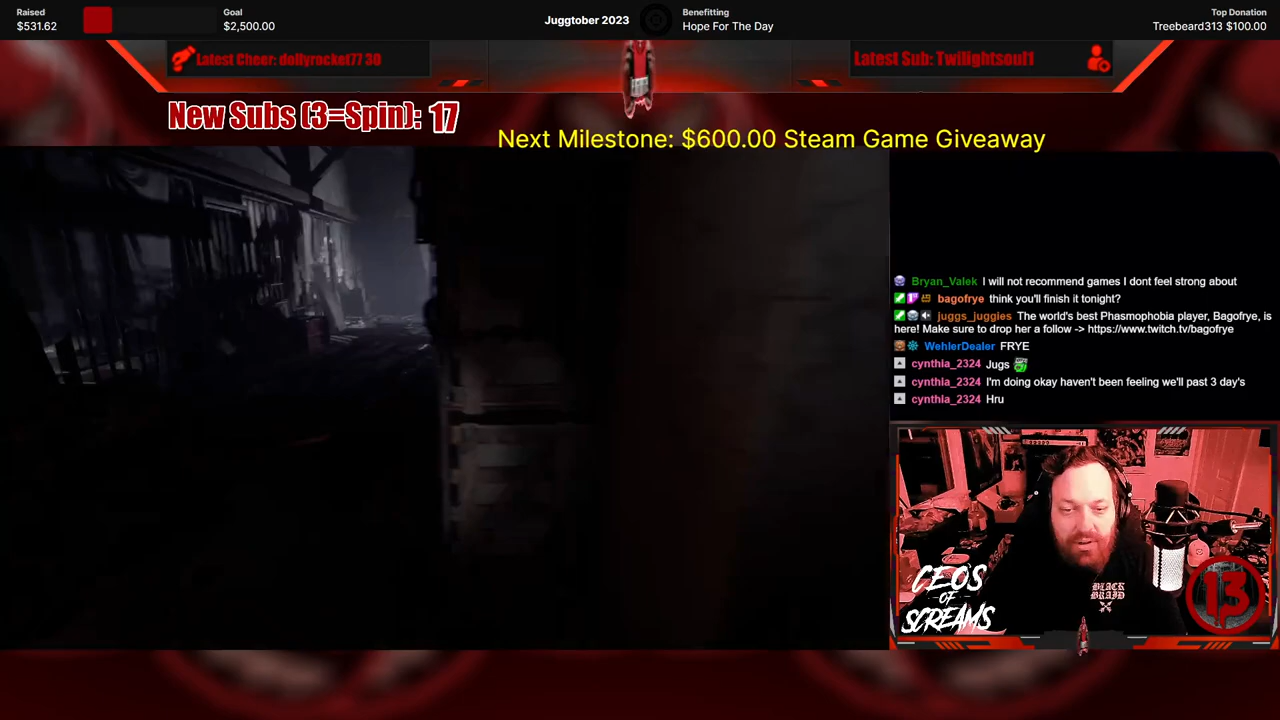 Raised
$531.62
Goal
$2,500.00
Juggtober 2023
Benefitting
Hope For The Day
Top Donation
Treebeard313 $100.00
Latest Cheer: dollyrocket77 30
Latest Sub: Twilightsoul1
New Subs (3=Spin): 17
Next Milestone: $600.00 Steam Game Giveaway
Bryan_Valek I will not recommend games I dont feel strong about
bagofrye think you'll finish it tonight?
juggs_juggies The world's best Phasmophobia player, Bagofrye, is
here! Make sure to drop her a follow -> https://www.twitch.tv/bagofrye
WehlerDealer FRYE
cynthia_2324 Jugs
cynthia_2324 I'm doing okay haven't been feeling we'll past 3 day's
cynthia_2324 Hru
CEO'S
OF
SCREAMS
BLACK
BRAID
13